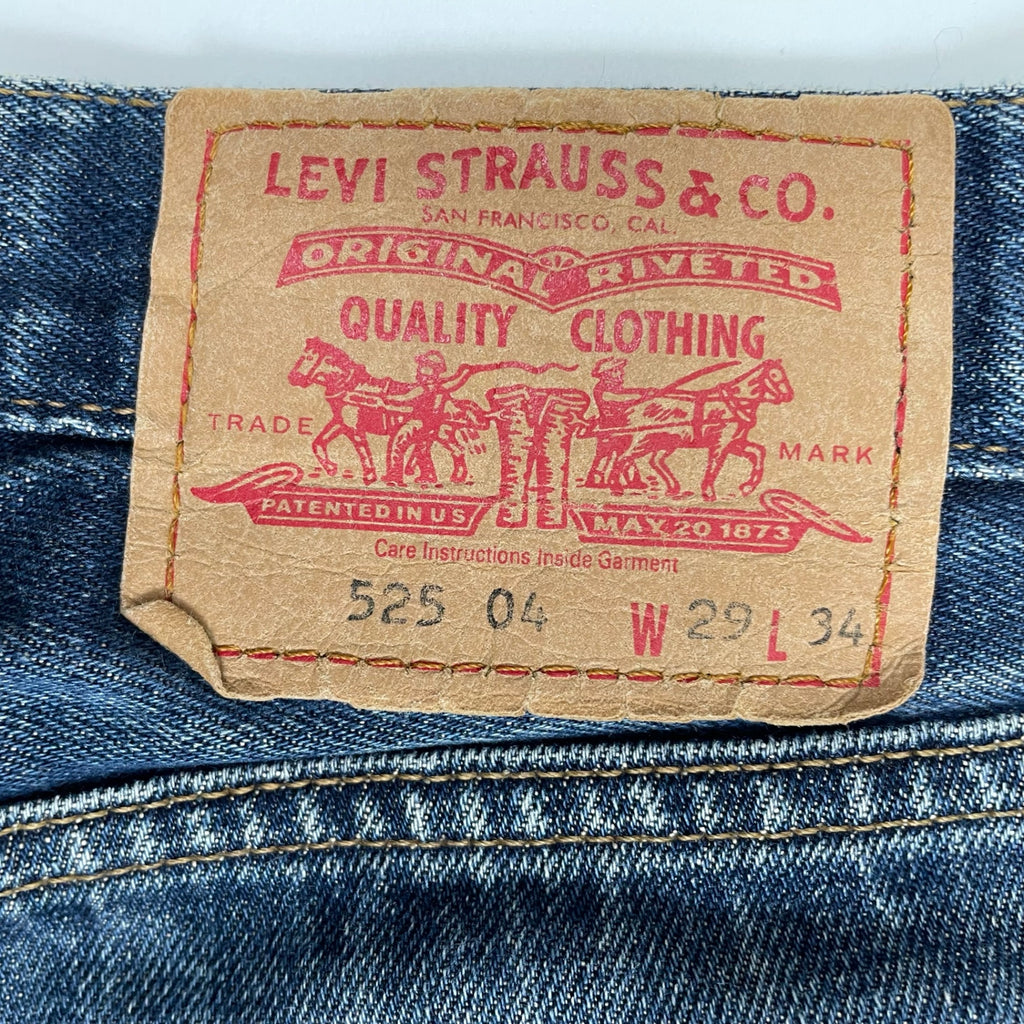 LEVI STRAUSS & CO.
SAN FRANCISCO, CAL.
ORIGINAL RIVETED
QUALITY CLOTHING
TRADE MARK
PATENTED IN U S MAY 20 1873
Care Instructions Inside Garment
525 04 W 29 L 34